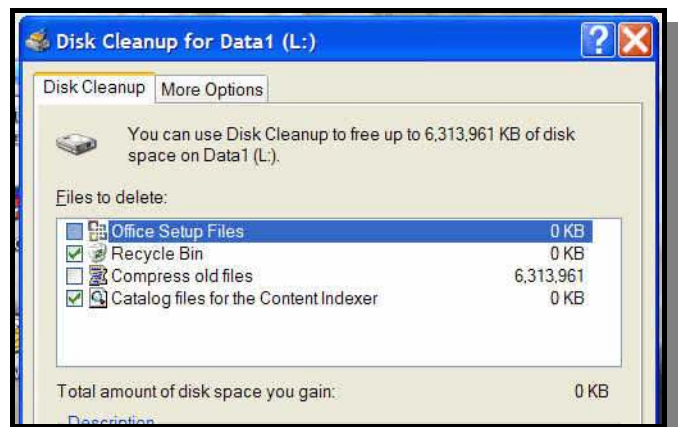 Disk Cleanup for Data1 (L:)
Disk Cleanup More Options
You can use Disk Cleanup to free up to 6,313,961 KB of disk
space on Data1 (L:).
Files to delete:
Office Setup Files 0 KB
Recycle Bin 0 KB
Compress old files 6,313,961
Catalog files for the Content Indexer 0 KB
Total amount of disk space you gain: 0 KB
Description